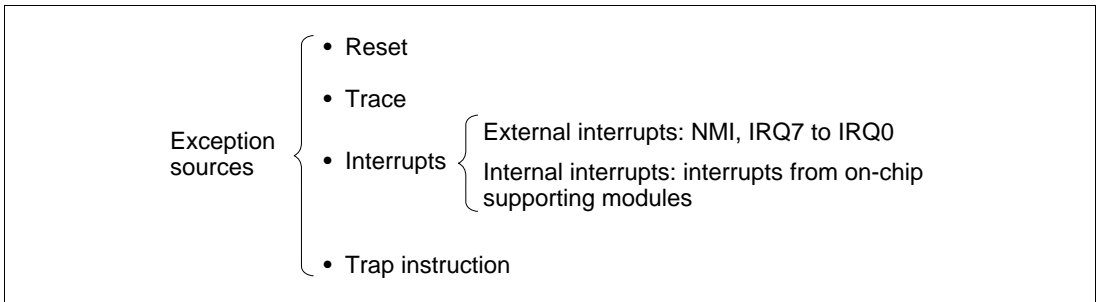 Exception
sources
• Reset
• Trace
• Interrupts
External interrupts: NMI, IRQ7 to IRQ0
Internal interrupts: interrupts from on-chip
supporting modules
• Trap instruction